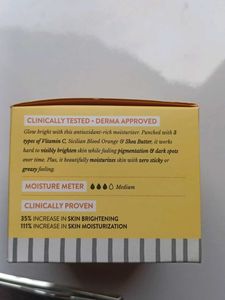 CLINICALLY TESTED • DERMA APPROVED
Glow bright with this antioxidant-rich moisturizer. Punched with 3
types of Vitamin C, Sicilian Blood Orange & Shea Butter, it works
hard to visibly brighten skin while fading pigmentation & dark spots
over time. Plus, it beautifully moisturizes skin with zero sticky or
greasy feeling.
MOISTURE METER Medium
CLINICALLY PROVEN
35% INCREASE IN SKIN BRIGHTENING
111% INCREASE IN SKIN MOISTURIZATION